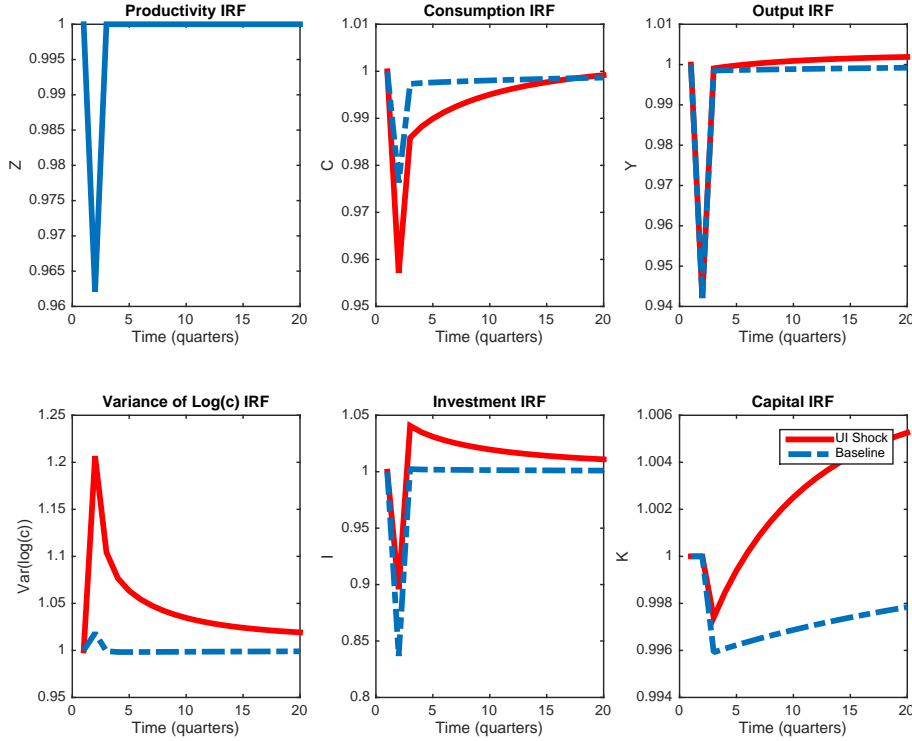 Productivity IRF
1
0.995
0.99
0.985
0.98
0.975
0.97
0.965
0.96
Z
0 5 10 15 20
Time (quarters)
Consumption IRF
1.01
1
0.99
0.98
0.97
0.96
0.95
C
0 5 10 15 20
Time (quarters)
Output IRF
1.01
1
0.99
0.98
0.97
0.96
0.95
0.94
Y
0 5 10 15 20
Time (quarters)
Variance of Log(c) IRF
1.25
1.2
1.15
1.1
1.05
1
0.95
Var(log(c))
0 5 10 15 20
Time (quarters)
Investment IRF
1.05
1
0.95
0.9
0.85
0.8
I
0 5 10 15 20
Time (quarters)
Capital IRF
1.006
1.004
1.002
1
0.998
0.996
0.994
K
UI Shock
Baseline
0 5 10 15 20
Time (quarters)